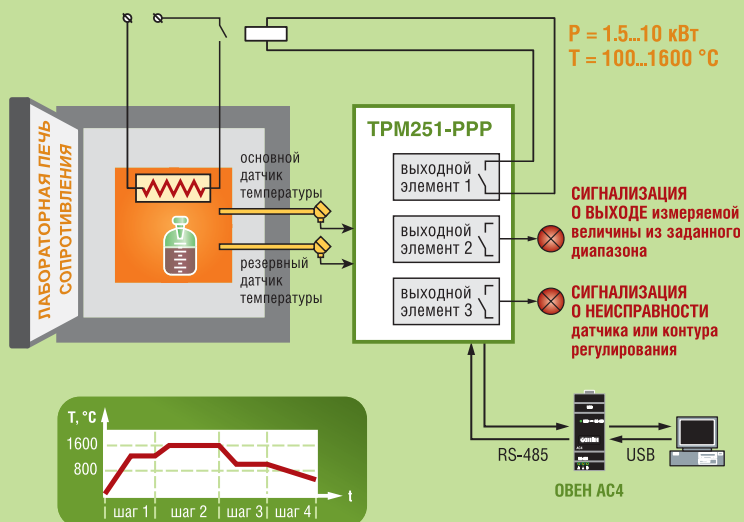 P = 1.5...10 кВт
T = 100...1600 °C
ЛАБОРАТОРНАЯ ПЕЧЬ
СОПРОТИВЛЕНИЯ
основной
датчик
температуры
резервный
датчик
температуры
ТРМ251-РРР
выходной
элемент 1
выходной
элемент 2
выходной
элемент 3
СИГНАЛИЗАЦИЯ
О ВЫХОДЕ измеряемой
величины из заданного
диапазона
СИГНАЛИЗАЦИЯ
О НЕИСПРАВНОСТИ
датчика или контура
регулирования
RS-485
USB
ОВЕН АС4
T, °C
1600
800
t
шаг 1
шаг 2
шаг 3
шаг 4